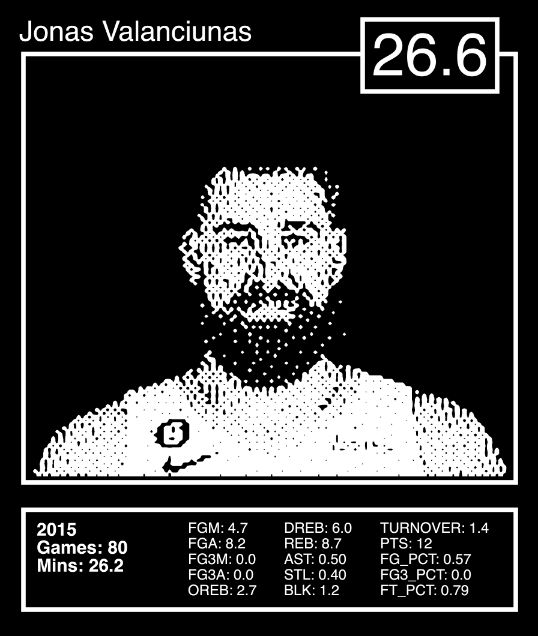 Jonas Valanciunas
26.6
2015
Games: 80
Mins: 26.2
FGM: 4.7
FGA: 8.2
FG3M: 0.0
FG3A: 0.0
OREB: 2.7
DREB: 6.0
REB: 8.7
AST: 0.50
STL: 0.40
BLK: 1.2
TURNOVER: 1.4
PTS: 12
FG_PCT: 0.57
FG3_PCT: 0.0
FT_PCT: 0.79